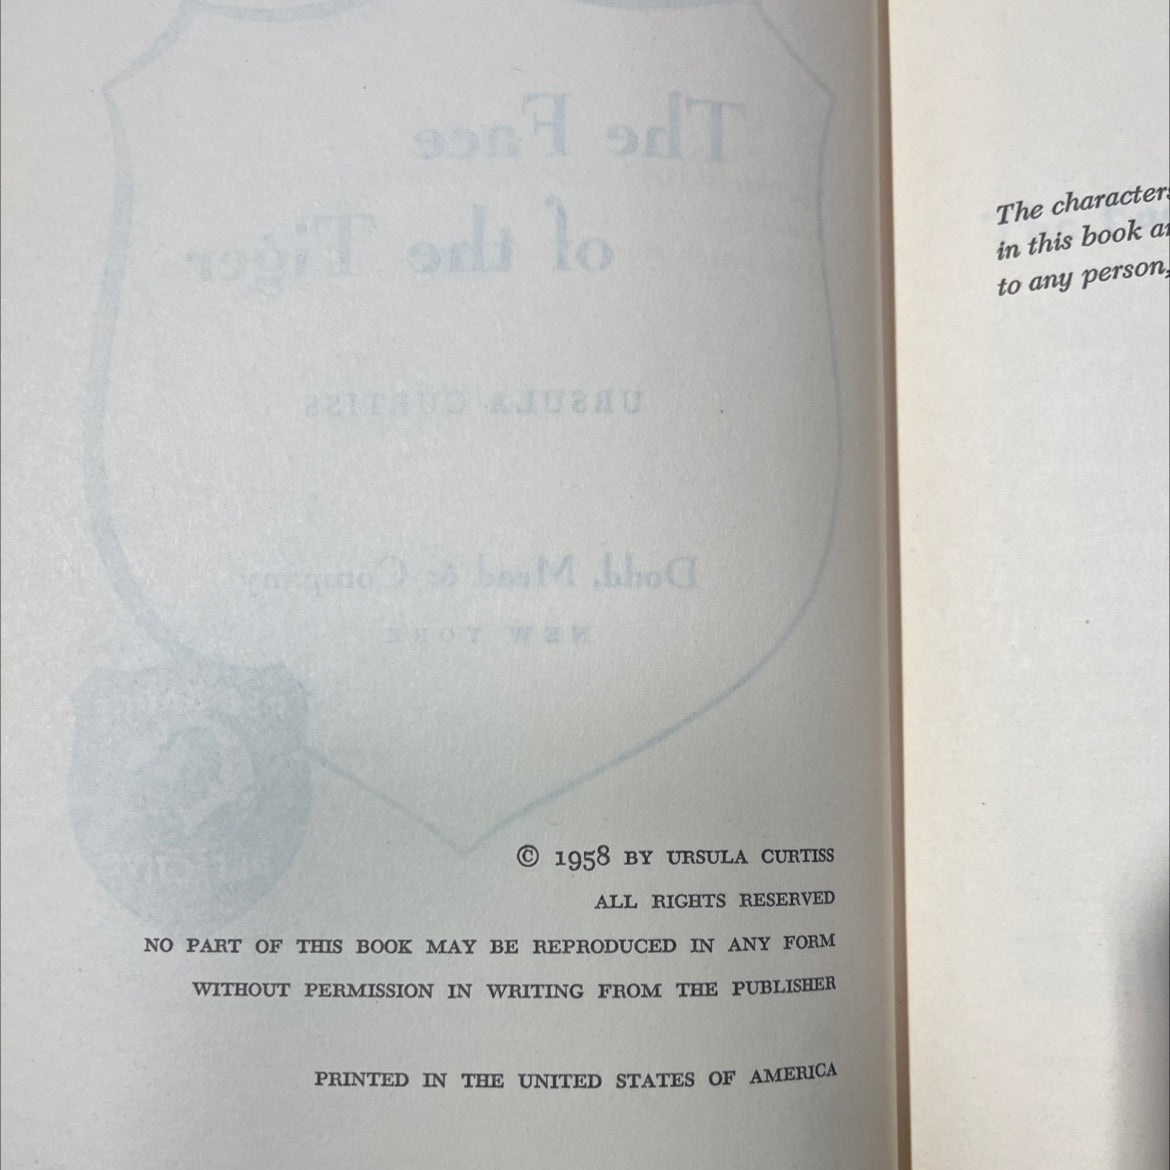 The Face
of the Tiger
URSULA CURTISS
Dodd, Mead & Company
NEW YORK
© 1958 BY URSULA CURTISS
ALL RIGHTS RESERVED
NO PART OF THIS BOOK MAY BE REPRODUCED IN ANY FORM
WITHOUT PERMISSION IN WRITING FROM THE PUBLISHER
PRINTED IN THE UNITED STATES OF AMERICA
The characters
in this book
to any person,